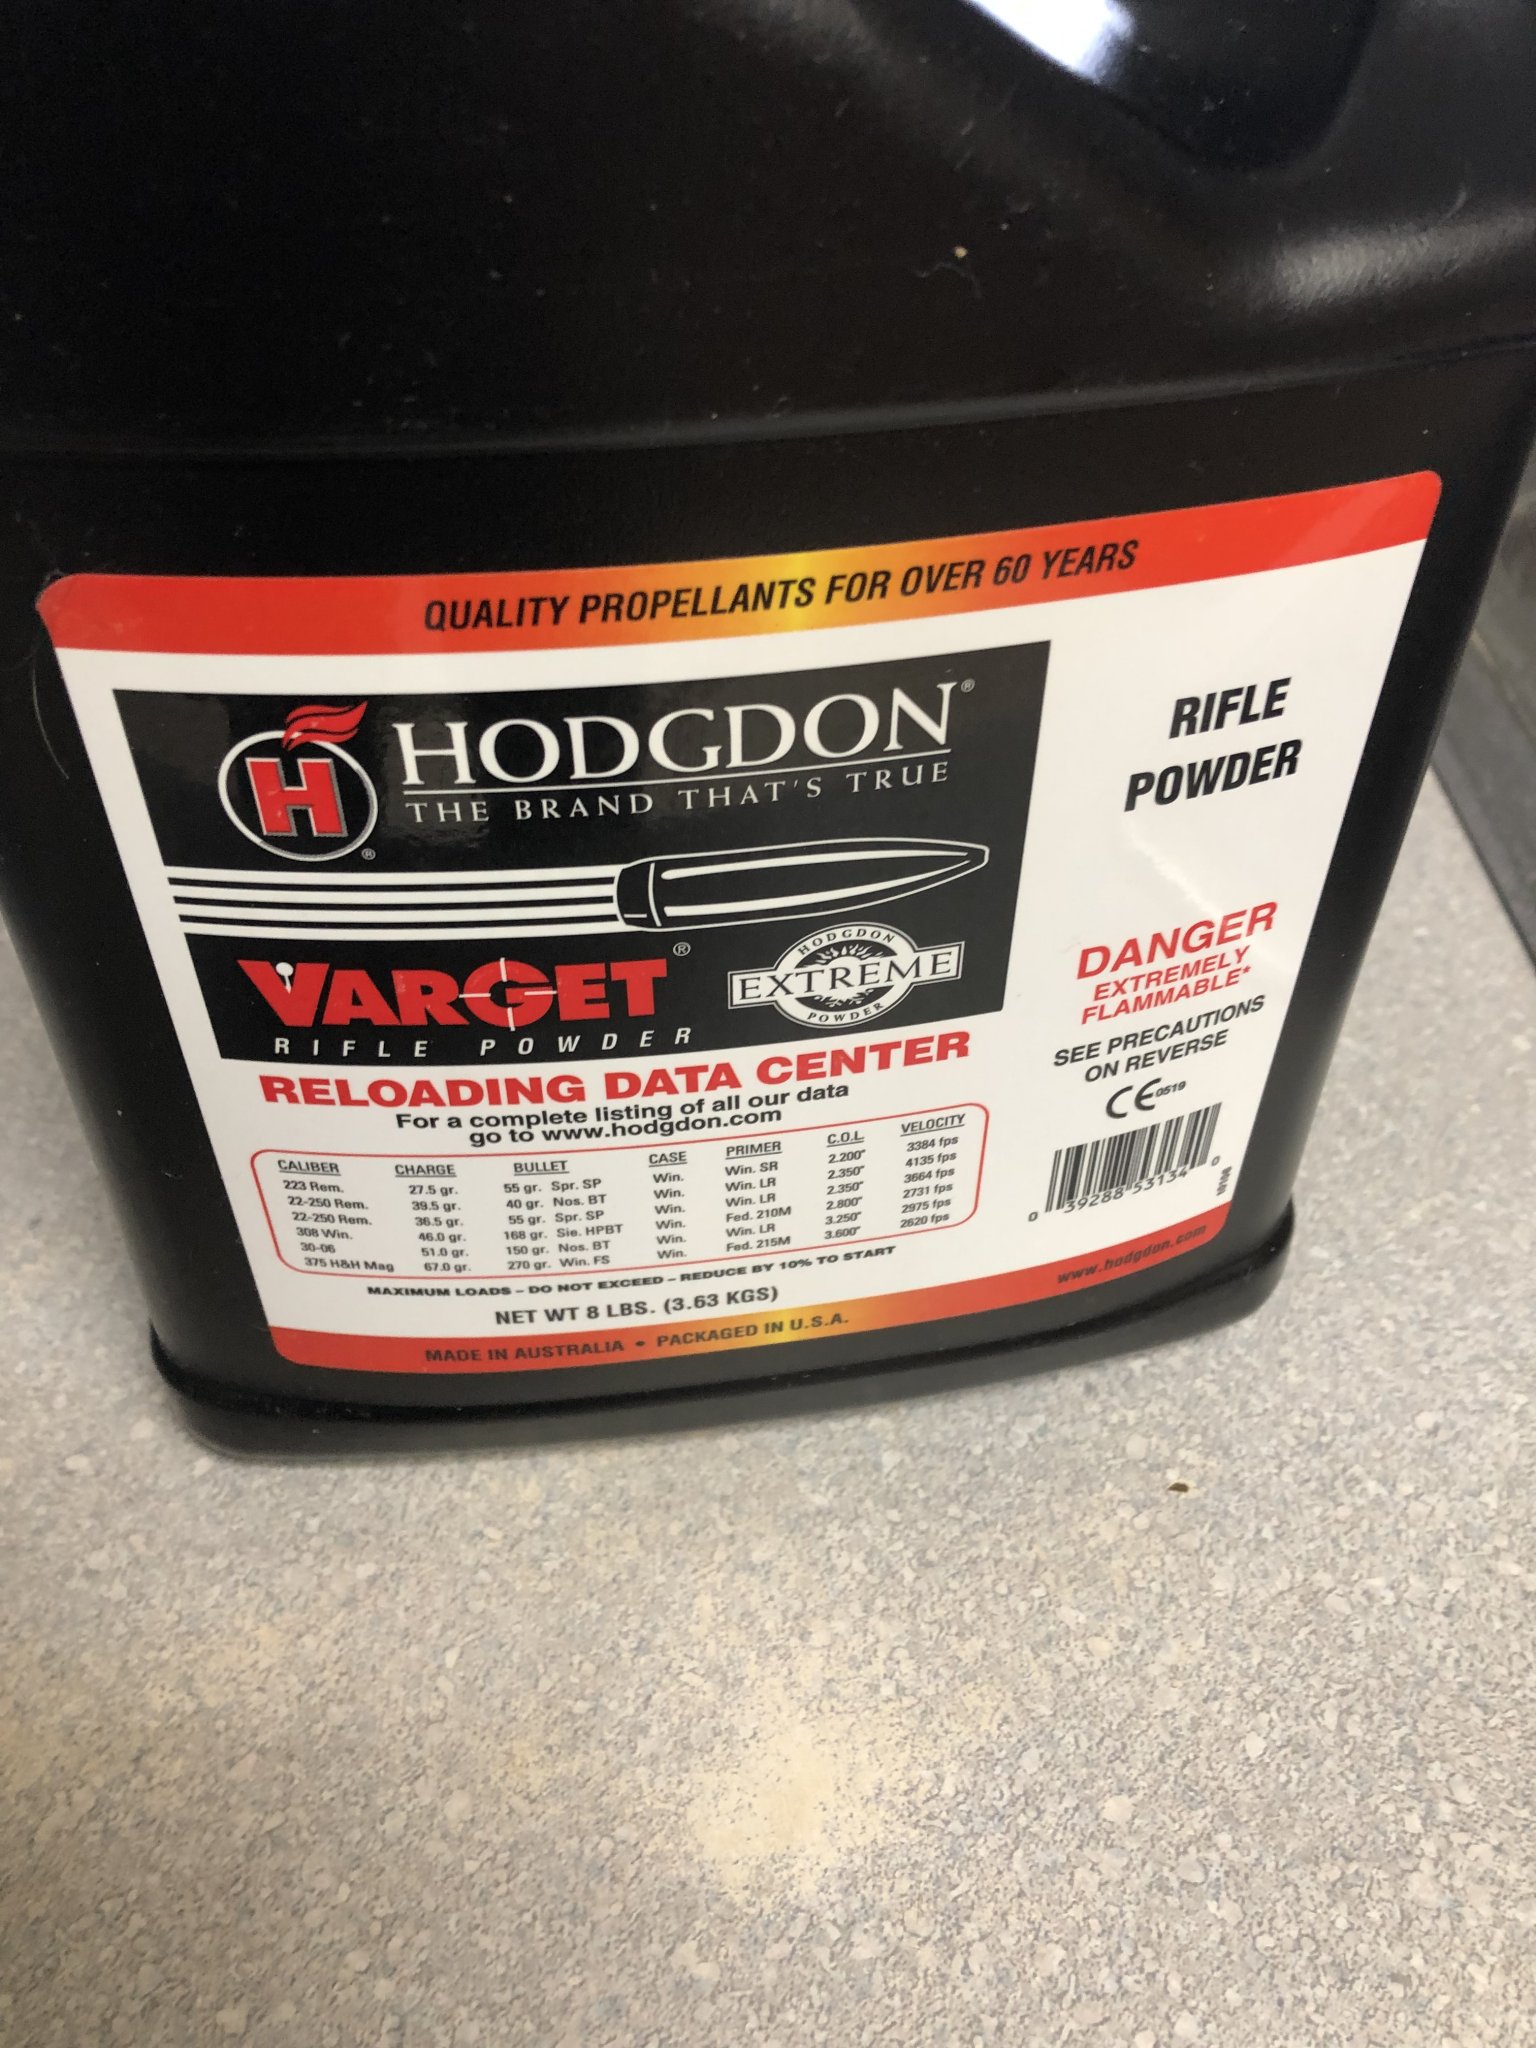 QUALITY PROPELLANTS FOR OVER 60 YEARS
H ®
HODGDON®
THE BRAND THAT'S TRUE
VARGET®
RIFLE POWDER
HODGDON
EXTREME
POWDER
RIFLE
POWDER
DANGER
EXTREMELY
FLAMMABLE*
SEE PRECAUTIONS
ON REVERSE
CE 0519
RELOADING DATA CENTER
For a complete listing of all our data
go to www.hodgdon.com
CALIBER CHARGE BULLET CASE PRIMER C.O.L. VELOCITY
223 Rem. 27.5 gr. 55 gr. Spr. SP Win. Win. SR 2.200" 3384 fps
22-250 Rem. 39.5 gr. 40 gr. Nos. BT Win. Win. LR 2.350" 4135 fps
22-250 Rem. 36.5 gr. 55 gr. Spr. SP Win. Win. LR 2.350" 3664 fps
308 Win. 46.0 gr. 168 gr. Sie. HPBT Win. Fed. 210M 2.800" 2731 fps
30-06 51.0 gr. 150 gr. Nos. BT Win. Win. LR 3.250" 2975 fps
375 H&H Mag 67.0 gr. 270 gr. Win. FS Win. Fed. 215M 3.600" 2620 fps
MAXIMUM LOADS – DO NOT EXCEED – REDUCE BY 10% TO START
NET WT 8 LBS. (3.63 KGS)
0 39288 53134 0
www.hodgdon.com
MADE IN AUSTRALIA • PACKAGED IN U.S.A.